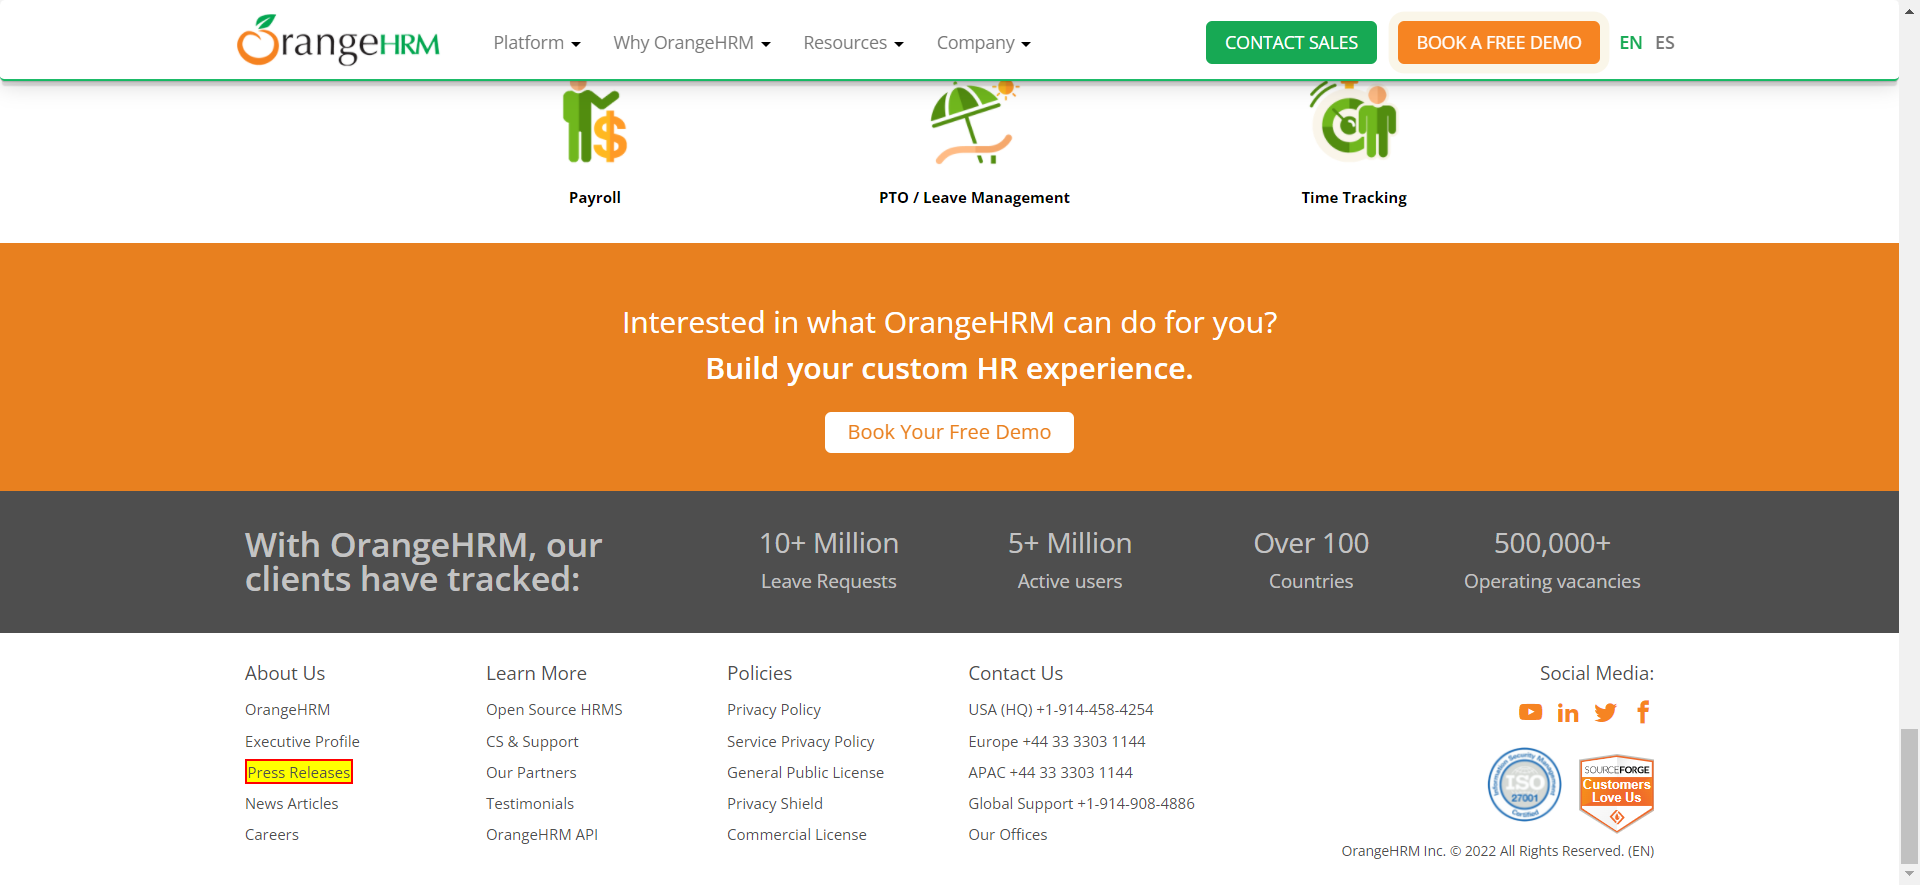 OrangeHRM
Platform
Why OrangeHRM
Resources
Company
CONTACT SALES
BOOK A FREE DEMO
EN
ES
Payroll
PTO / Leave Management
Time Tracking
Interested in what OrangeHRM can do for you?
Build your custom HR experience.
Book Your Free Demo
With OrangeHRM, our
clients have tracked:
10+ Million
Leave Requests
5+ Million
Active users
Over 100
Countries
500,000+
Operating vacancies
About Us
OrangeHRM
Executive Profile
Press Releases
News Articles
Careers
Learn More
Open Source HRMS
CS & Support
Our Partners
Testimonials
OrangeHRM API
Policies
Privacy Policy
Service Privacy Policy
General Public License
Privacy Shield
Commercial License
Contact Us
USA (HQ) +1-914-458-4254
Europe +44 33 3303 1144
APAC +44 33 3303 1144
Global Support +1-914-908-4886
Our Offices
Social Media:
Information Security Management
ISO
27001
Certified
SOURCEFORGE
Customers
Love Us
OrangeHRM Inc. © 2022 All Rights Reserved. (EN)